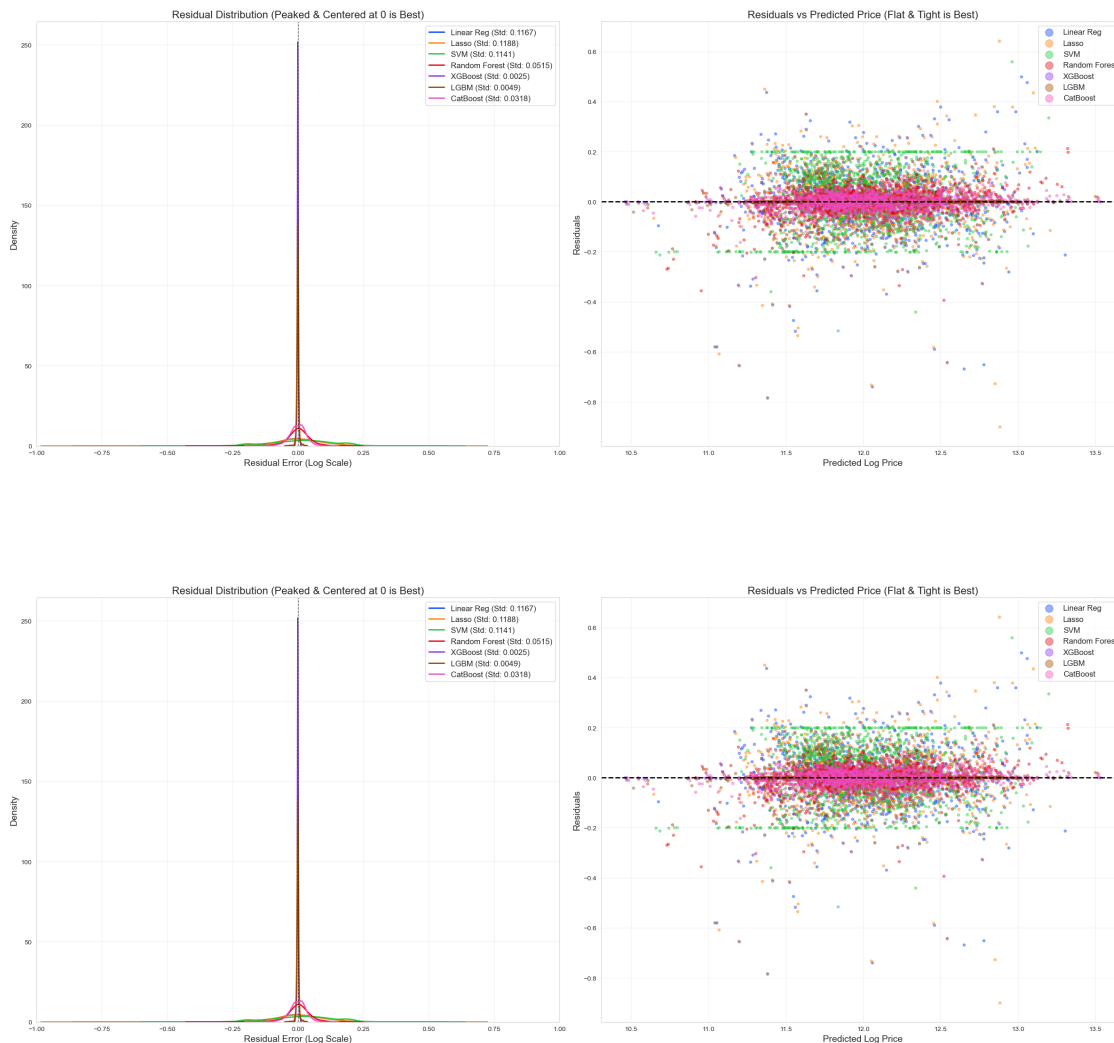 Residual Distribution (Peaked & Centered at 0 is Best)
Linear Reg (Std: 0.1167)
Lasso (Std: 0.1188)
SVM (Std: 0.1141)
Random Forest (Std: 0.0515)
XGBoost (Std: 0.0025)
LGBM (Std: 0.0049)
CatBoost (Std: 0.0318)
250
200
150
100
50
0
Density
−1.00
−0.75
−0.50
−0.25
0.00
0.25
0.50
0.75
1.00
Residual Error (Log Scale)
Residuals vs Predicted Price (Flat & Tight is Best)
Linear Reg
Lasso
SVM
Random Forest
XGBoost
LGBM
CatBoost
0.6
0.4
0.2
0.0
−0.2
−0.4
−0.6
−0.8
Residuals
10.5
11.0
11.5
12.0
12.5
13.0
13.5
Predicted Log Price
Residual Distribution (Peaked & Centered at 0 is Best)
Linear Reg (Std: 0.1167)
Lasso (Std: 0.1188)
SVM (Std: 0.1141)
Random Forest (Std: 0.0515)
XGBoost (Std: 0.0025)
LGBM (Std: 0.0049)
CatBoost (Std: 0.0318)
250
200
150
100
50
0
Density
−1.00
−0.75
−0.50
−0.25
0.00
0.25
0.50
0.75
1.00
Residual Error (Log Scale)
Residuals vs Predicted Price (Flat & Tight is Best)
Linear Reg
Lasso
SVM
Random Forest
XGBoost
LGBM
CatBoost
0.6
0.4
0.2
0.0
−0.2
−0.4
−0.6
−0.8
Residuals
10.5
11.0
11.5
12.0
12.5
13.0
13.5
Predicted Log Price